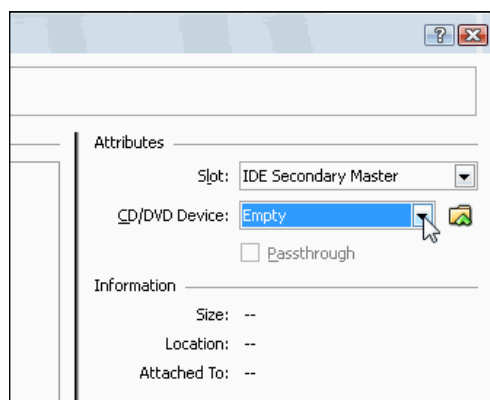 ?
Attributes
Slot: IDE Secondary Master
CD/DVD Device: Empty
Passthrough
Information
Size: --
Location: --
Attached To: --